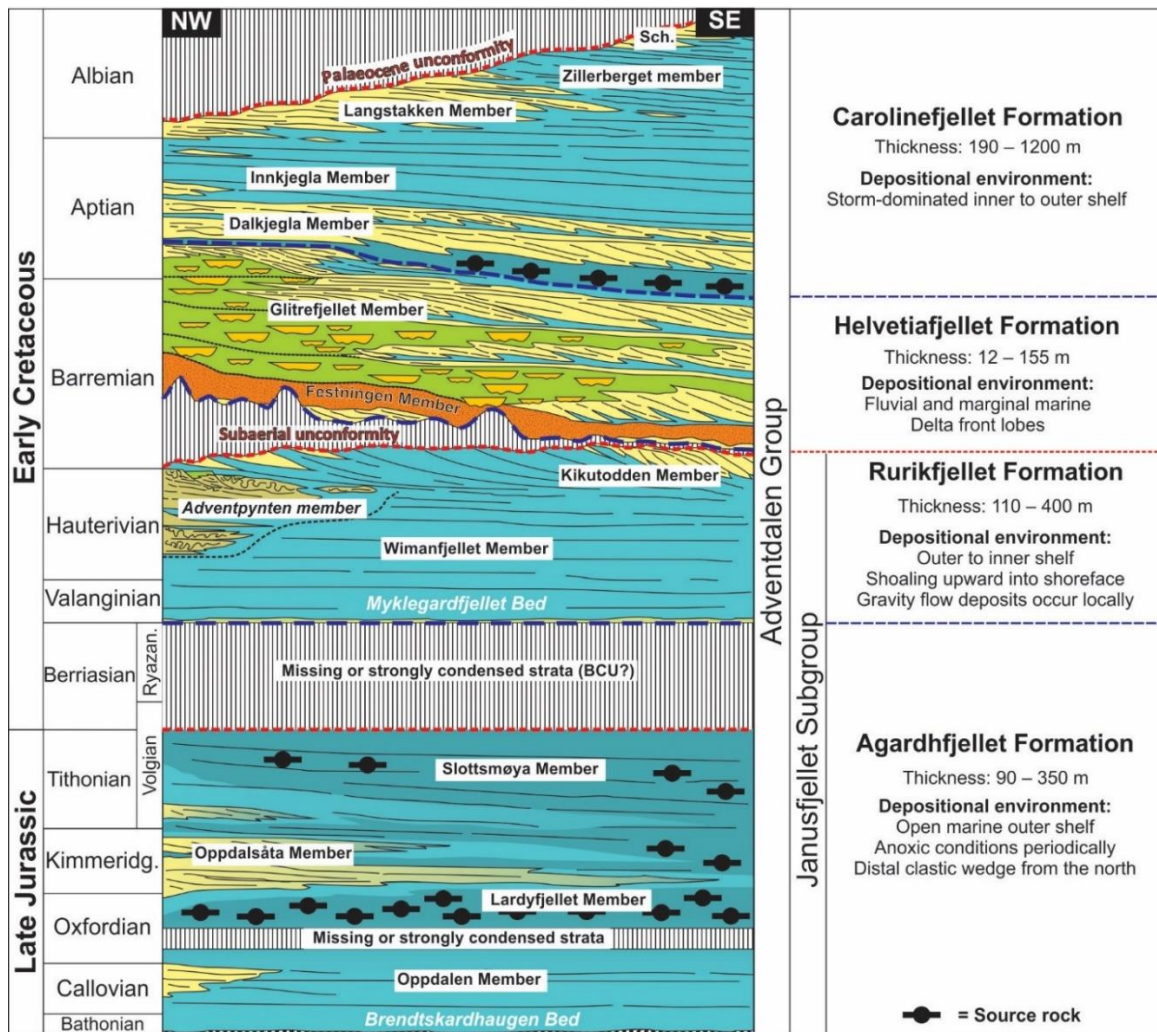 NW
SE
Early Cretaceous
Late Jurassic
Albian
Aptian
Barremian
Hauterivian
Valanginian
Berriasian
Ryazan.
Volgian
Tithonian
Kimmeridg.
Oxfordian
Callovian
Bathonian
Sch.
Palaeocene unconformity
Zillerberget member
Langstakken Member
Innkjegla Member
Dalkjegla Member
Glitrefjellet Member
Festningen Member
Subaerial unconformity
Kikutodden Member
Adventpynten member
Wimanfjellet Member
Myklegardfjellet Bed
Missing or strongly condensed strata (BCU?)
Slottsmøya Member
Oppdalsåta Member
Lardyfjellet Member
Missing or strongly condensed strata
Oppdalen Member
Brendtskardhaugen Bed
Adventdalen Group
Janusfjellet Subgroup
Carolinefjellet Formation
Thickness: 190 – 1200 m
Depositional environment:
Storm-dominated inner to outer shelf
Helvetiafjellet Formation
Thickness: 12 – 155 m
Depositional environment:
Fluvial and marginal marine
Delta front lobes
Rurikfjellet Formation
Thickness: 110 – 400 m
Depositional environment:
Outer to inner shelf
Shoaling upward into shoreface
Gravity flow deposits occur locally
Agardhfjellet Formation
Thickness: 90 – 350 m
Depositional environment:
Open marine outer shelf
Anoxic conditions periodically
Distal clastic wedge from the north
= Source rock